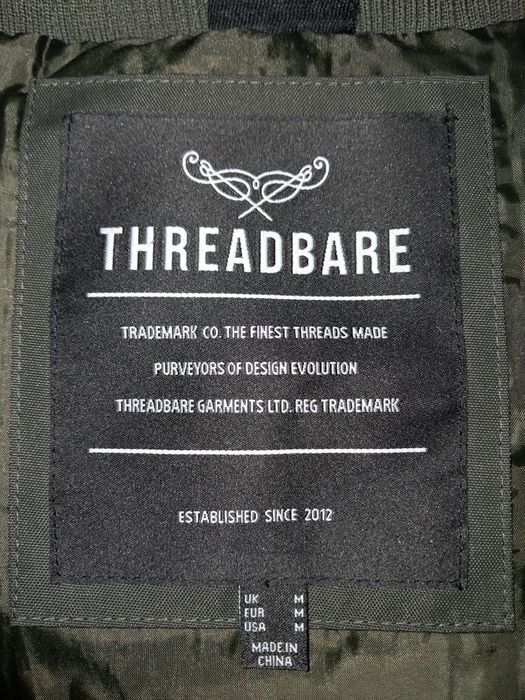 THREADBARE
TRADEMARK CO. THE FINEST THREADS MADE
PURVEYORS OF DESIGN EVOLUTION
THREADBARE GARMENTS LTD. REG TRADEMARK
ESTABLISHED SINCE 2012
UK M
EUR M
USA M
MADE IN
CHINA